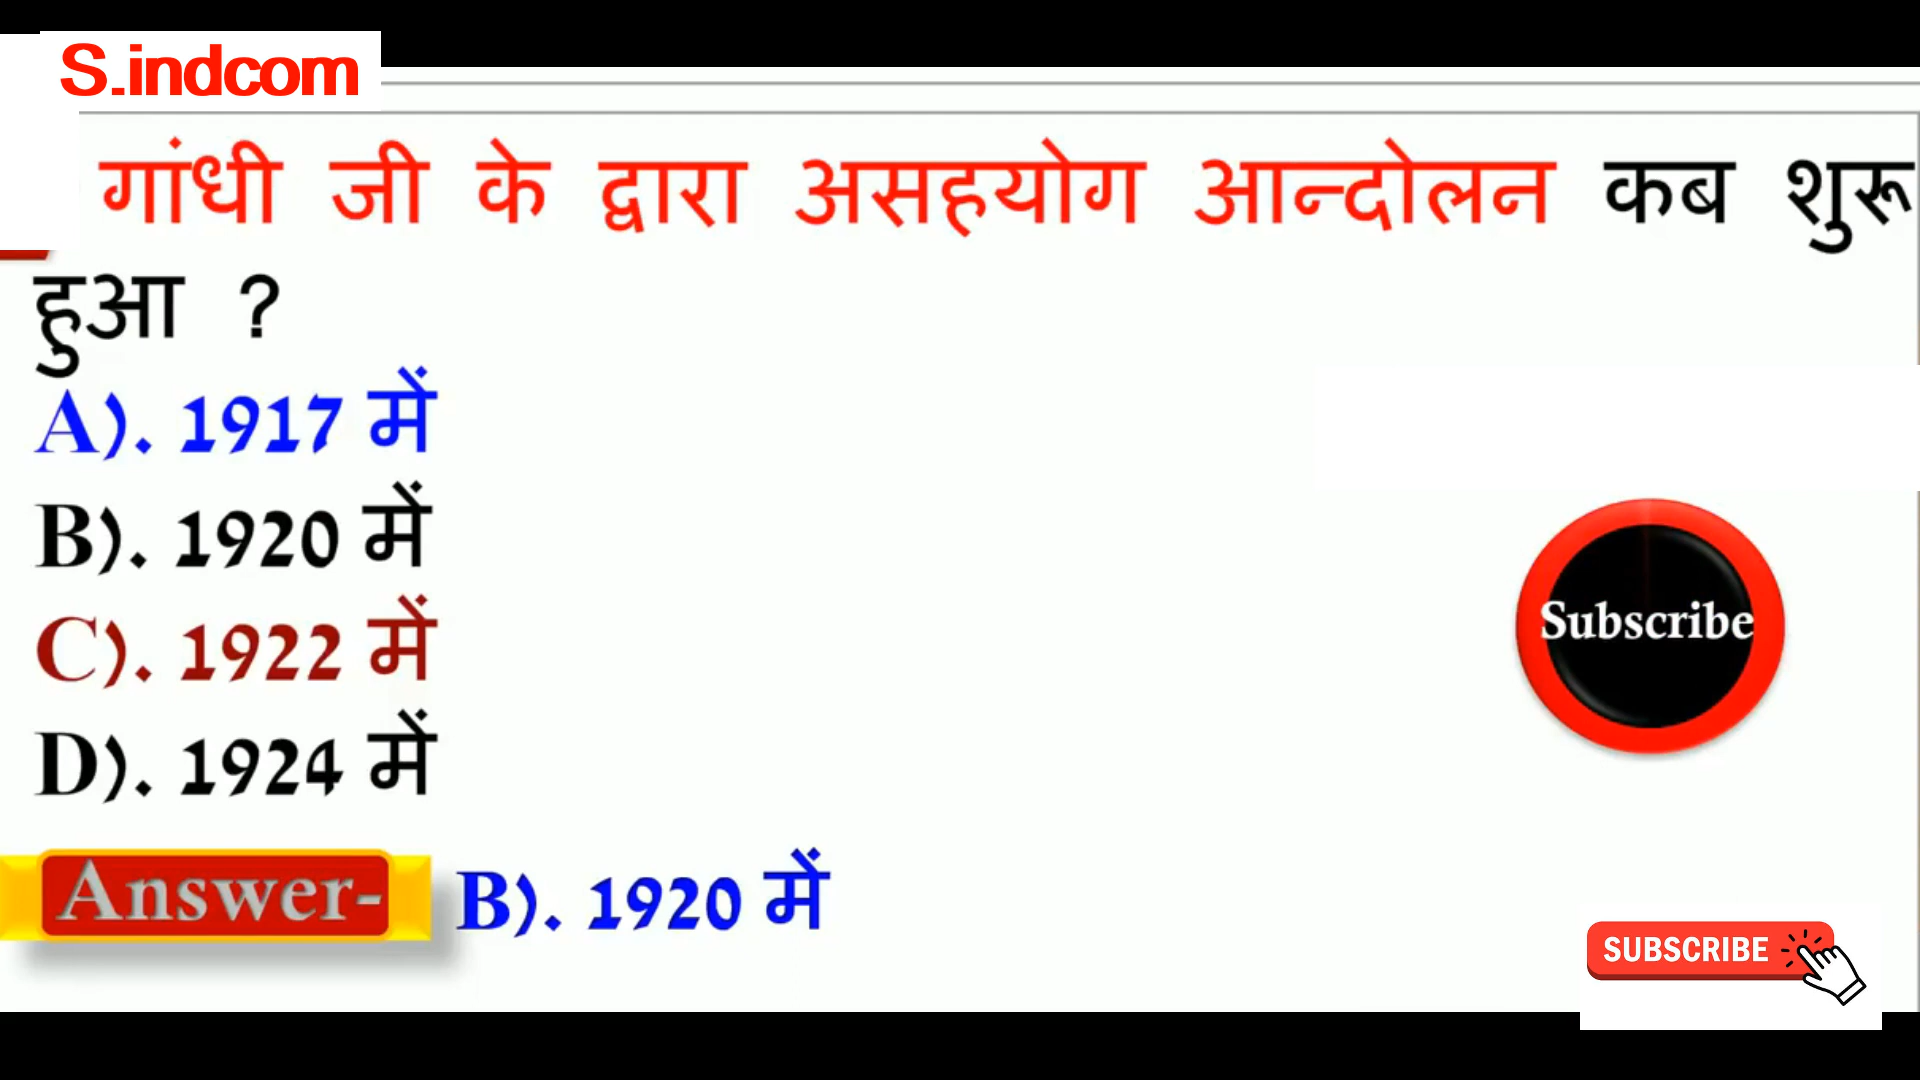 S.indcom
गांधी जी के द्वारा असहयोग आन्दोलन कब शुरू
हुआ ?
A). 1917 में
B). 1920 में
C). 1922 में
D). 1924 में
Subscribe
Answer- B). 1920 में
SUBSCRIBE